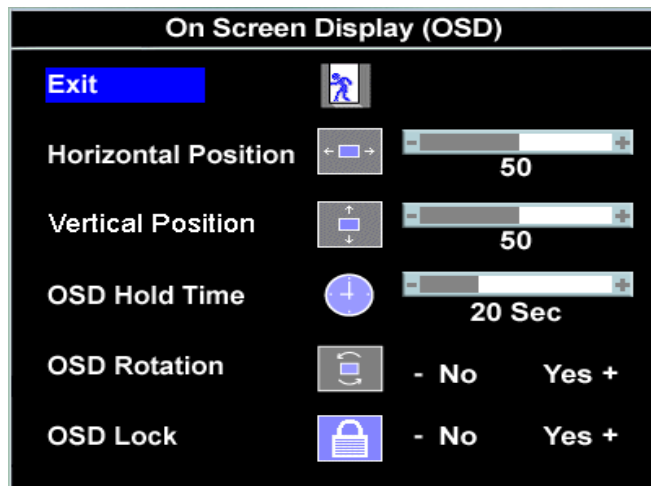 On Screen Display (OSD)
Exit
Horizontal Position - + 
50
Vertical Position - +
50
OSD Hold Time - +
20 Sec
OSD Rotation - No Yes +
OSD Lock - No Yes +